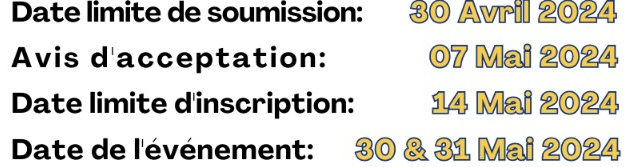 Date limite de soumission: 30 Avril 2024
Avis d'acceptation: 07 Mai 2024
Date limite d'inscription: 14 Mai 2024
Date de l'événement: 30 & 31 Mai 2024